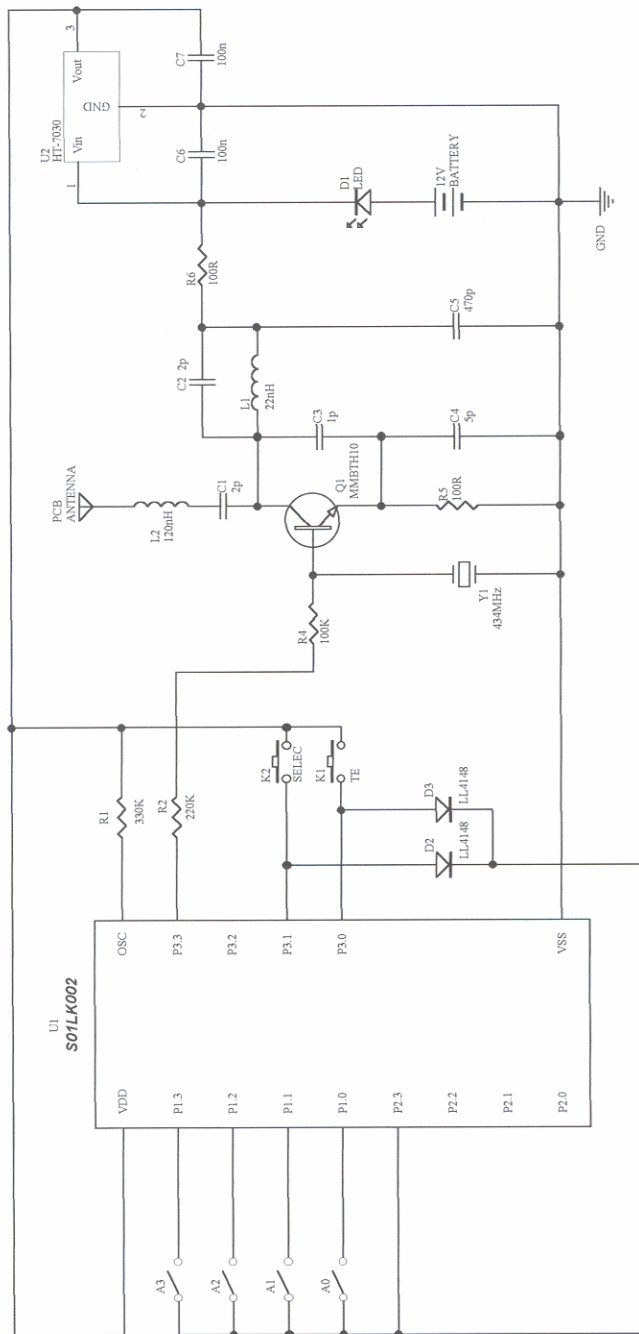 U1
S01LK002
VDD
P1.3
P1.2
P1.1
P1.0
P2.3
P2.2
P2.1
P2.0
OSC
P3.3
P3.2
P3.1
P3.0
VSS
A3
A2
A1
A0
R1
330K
R2
220K
K2
SELEC
K1
TE
D2
LL4148
D3
LL4148
R4
100K
Y1
434MHz
PCB
ANTENNA
L2
120nH
C1
2p
Q1
MMBTH10
R5
100R
C2 2p
L1
22nH
C3
1p
C4
5p
C5
470p
R6
100R
D1
LED
12V
BATTERY
GND
U2
HT-7030
Vin
GND
Vout
1
2
3
C6
100n
C7
100n